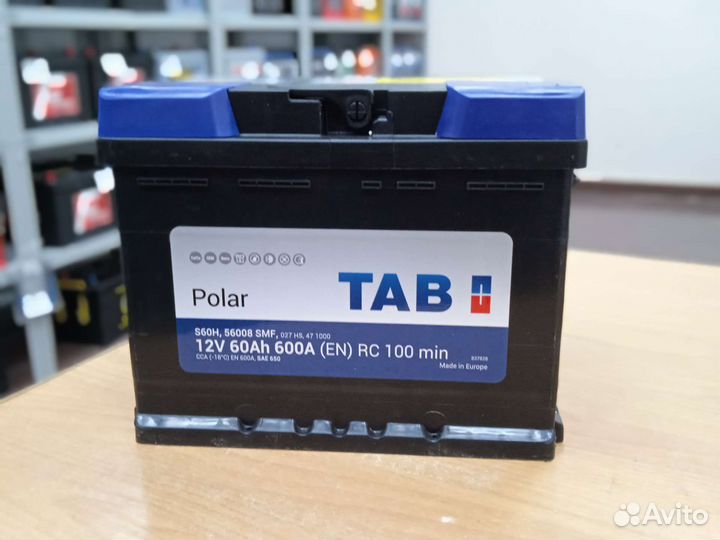 TAB
Polar
S60H, 56008 SMF, 027 HS, 47 1000
12V 60Ah 600A (EN) RC 100 min
CCA (-18°C) EN 600A, SAE 650
Made in Europe
Avito